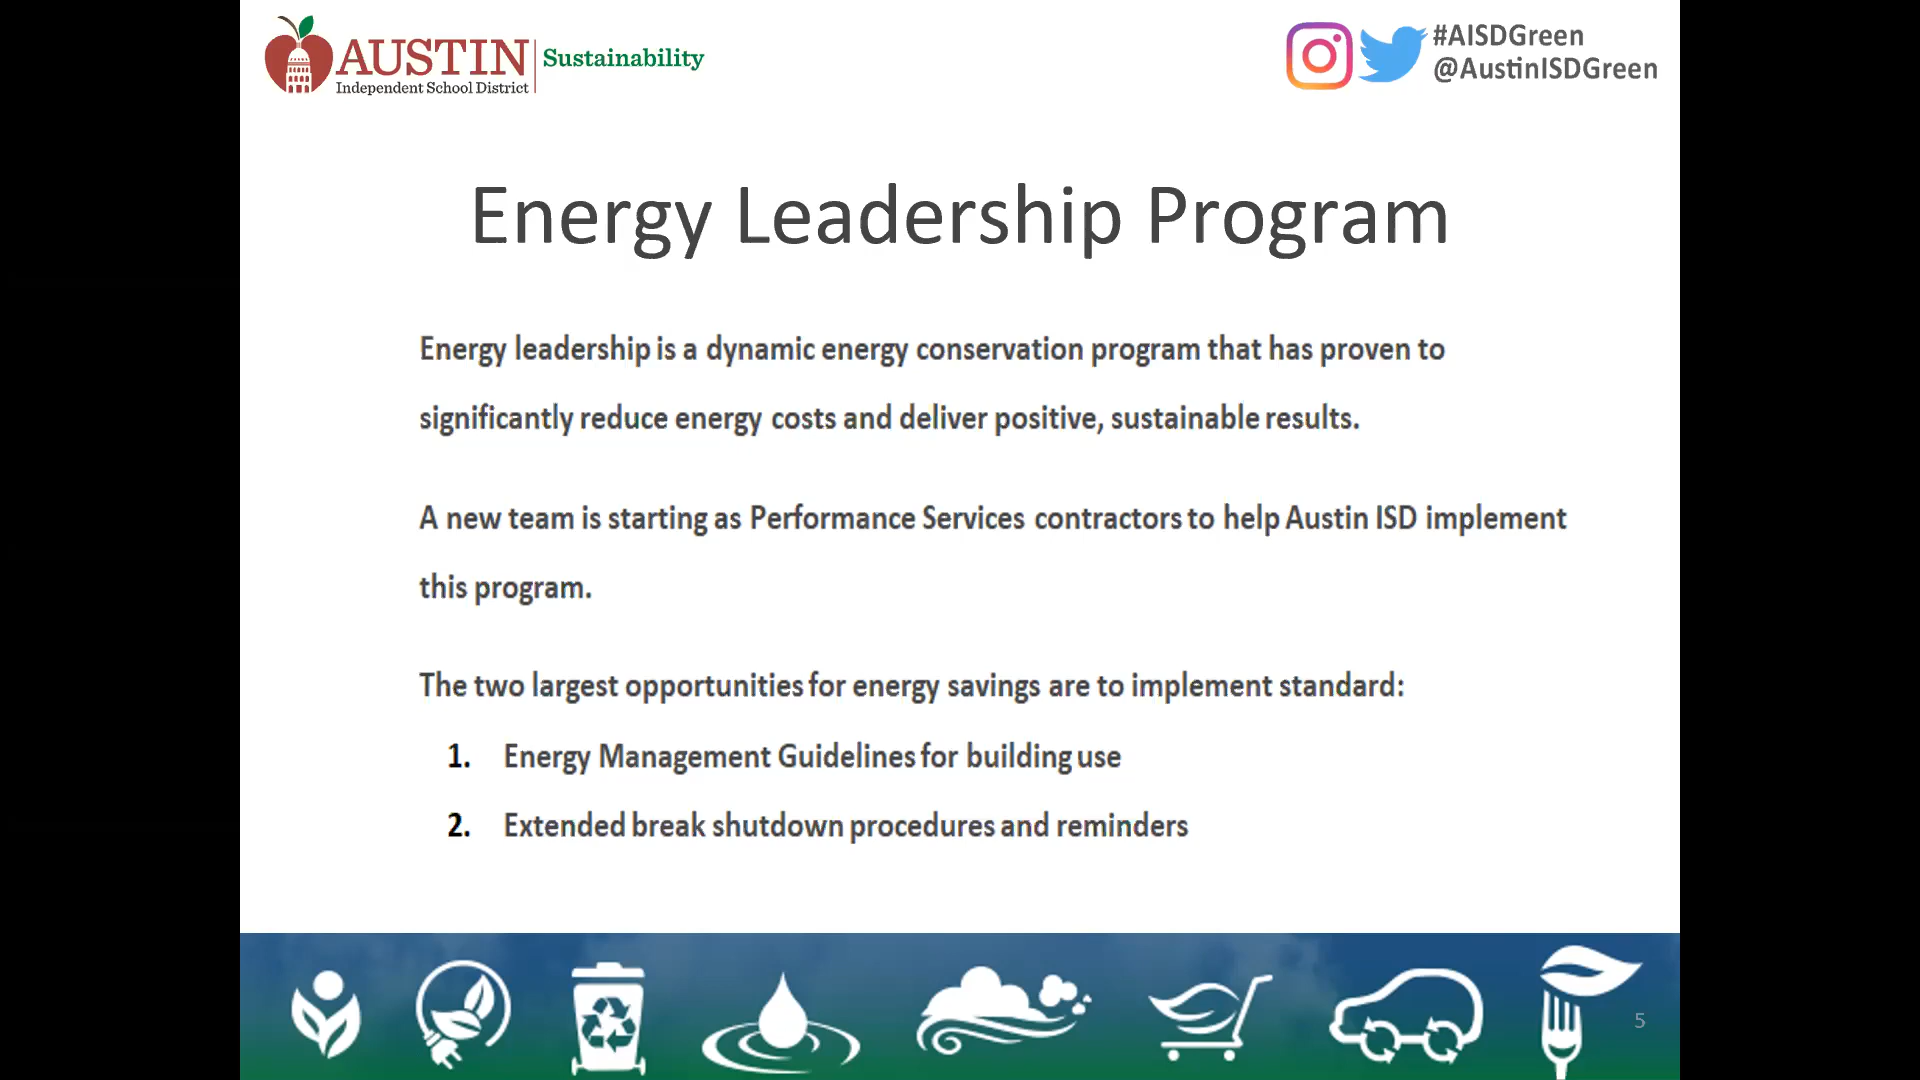 AUSTIN
Independent School District
Sustainability
#AISDGreen
@AustinISDGreen
Energy Leadership Program
Energy leadership is a dynamic energy conservation program that has proven to
significantly reduce energy costs and deliver positive, sustainable results.
A new team is starting as Performance Services contractors to help Austin ISD implement
this program.
The two largest opportunities for energy savings are to implement standard:
1. Energy Management Guidelines for building use
2. Extended break shutdown procedures and reminders
5